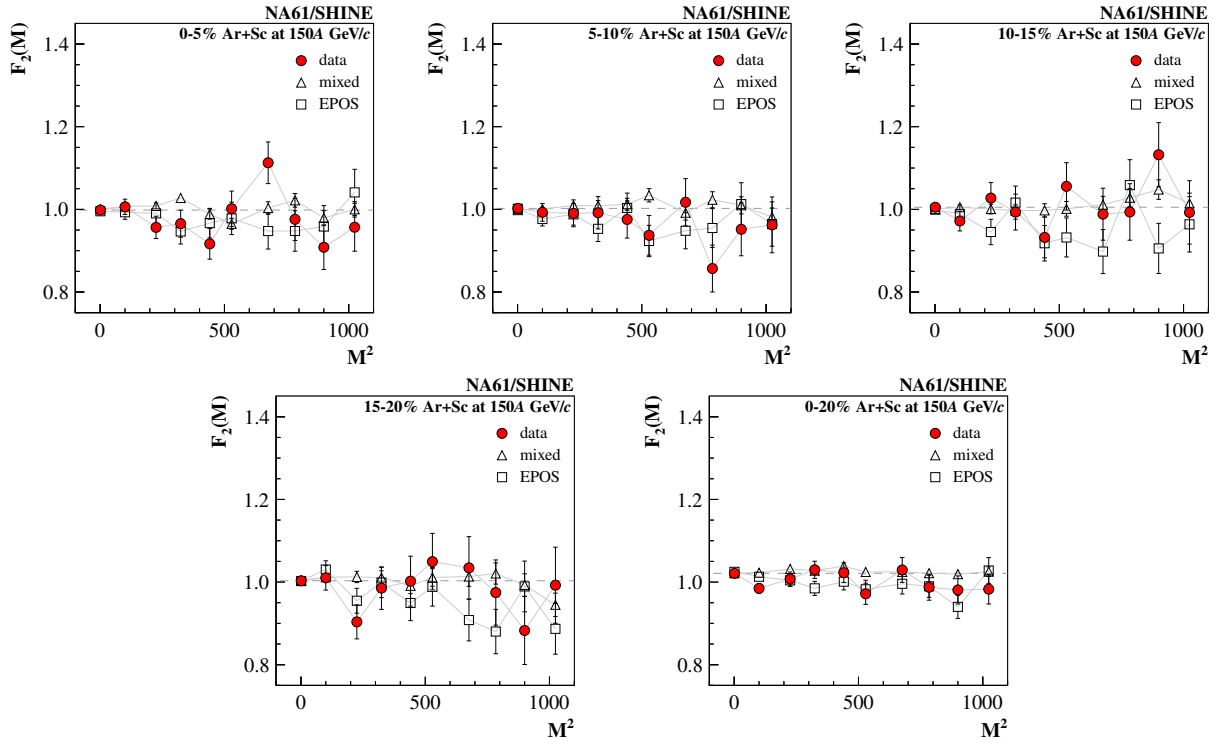 NA61/SHINE
0-5% Ar+Sc at 150A GeV/c
F2(M)
data
mixed
EPOS
1.4
1.2
1.0
0.8
0 500 1000
M²
NA61/SHINE
5-10% Ar+Sc at 150A GeV/c
F2(M)
data
mixed
EPOS
1.4
1.2
1.0
0.8
0 500 1000
M²
NA61/SHINE
10-15% Ar+Sc at 150A GeV/c
F2(M)
data
mixed
EPOS
1.4
1.2
1.0
0.8
0 500 1000
M²
NA61/SHINE
15-20% Ar+Sc at 150A GeV/c
F2(M)
data
mixed
EPOS
1.4
1.2
1.0
0.8
0 500 1000
M²
NA61/SHINE
0-20% Ar+Sc at 150A GeV/c
F2(M)
data
mixed
EPOS
1.4
1.2
1.0
0.8
0 500 1000
M²